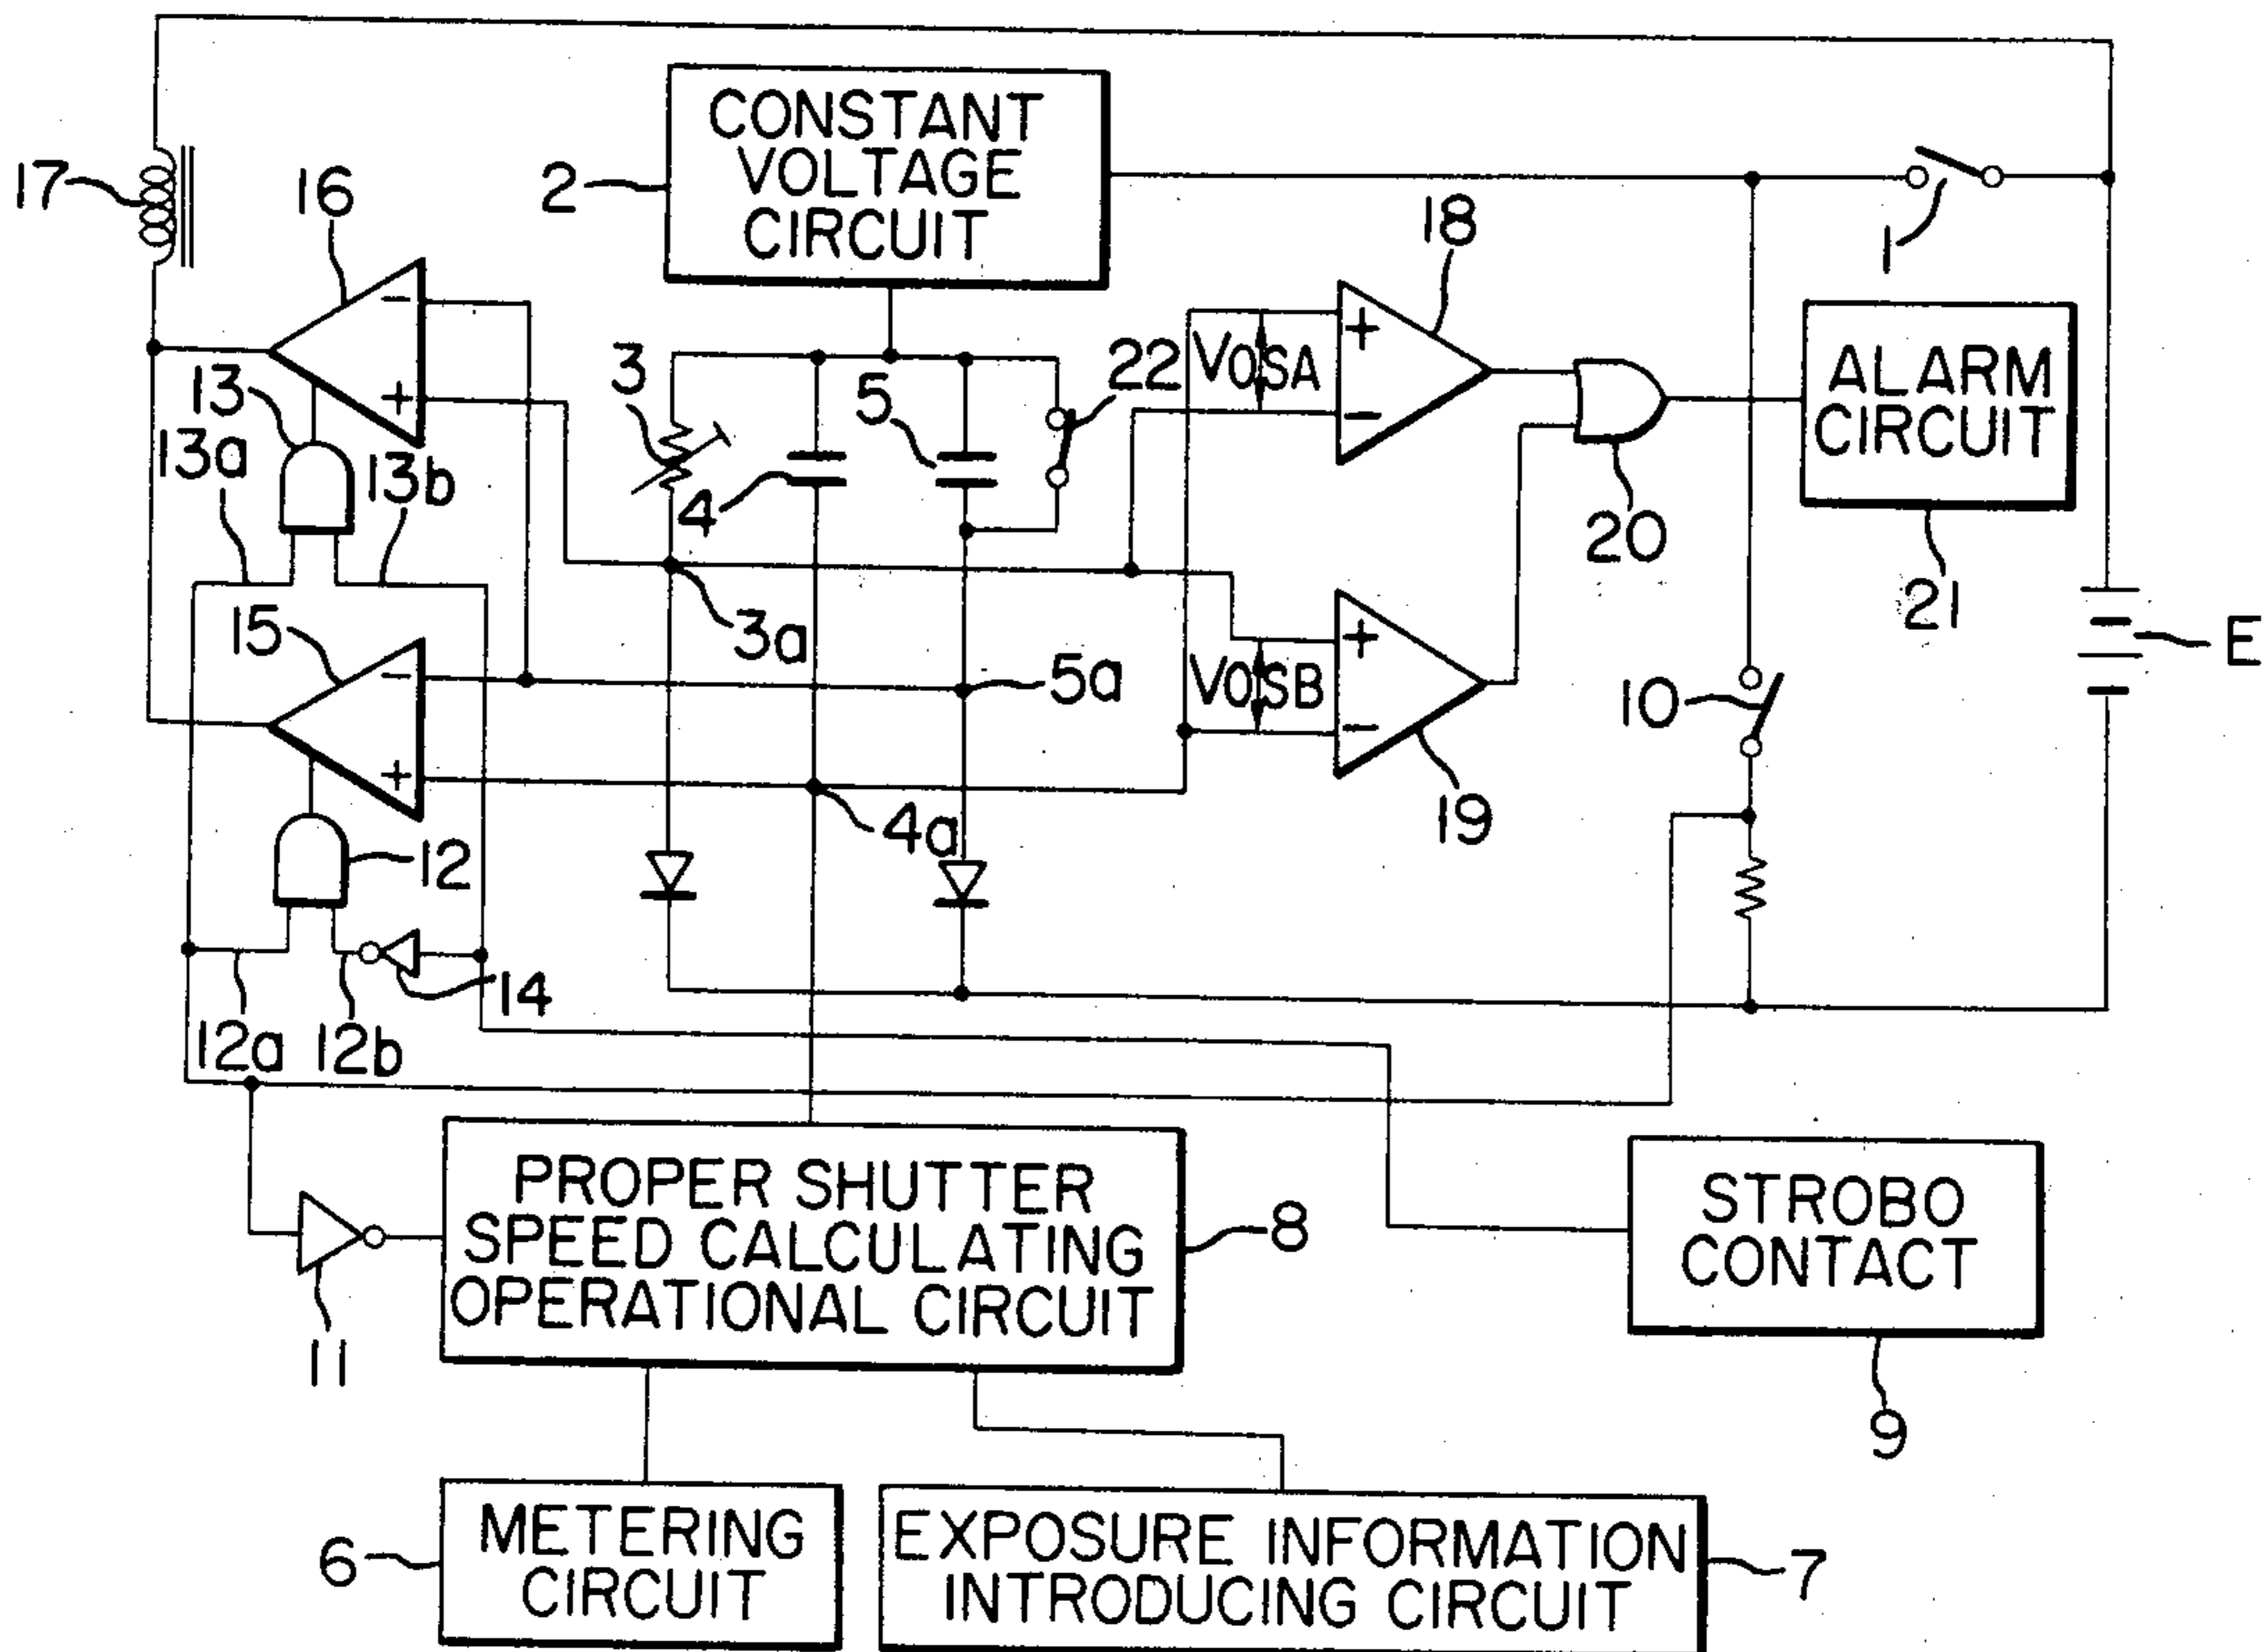 CONSTANT
VOLTAGE
CIRCUIT
2
17
16
18
1
13
13a
13b
3
4
5
22
VOSA
+
−
−
+
ALARM
CIRCUIT
20
21
E
15
3a
5a
VOSB
+
−
10
−
+
4a
19
12
14
12a
12b
PROPER SHUTTER
SPEED CALCULATING
OPERATIONAL CIRCUIT
8
STROBO
CONTACT
11
9
METERING
CIRCUIT
6
EXPOSURE INFORMATION
INTRODUCING CIRCUIT
7